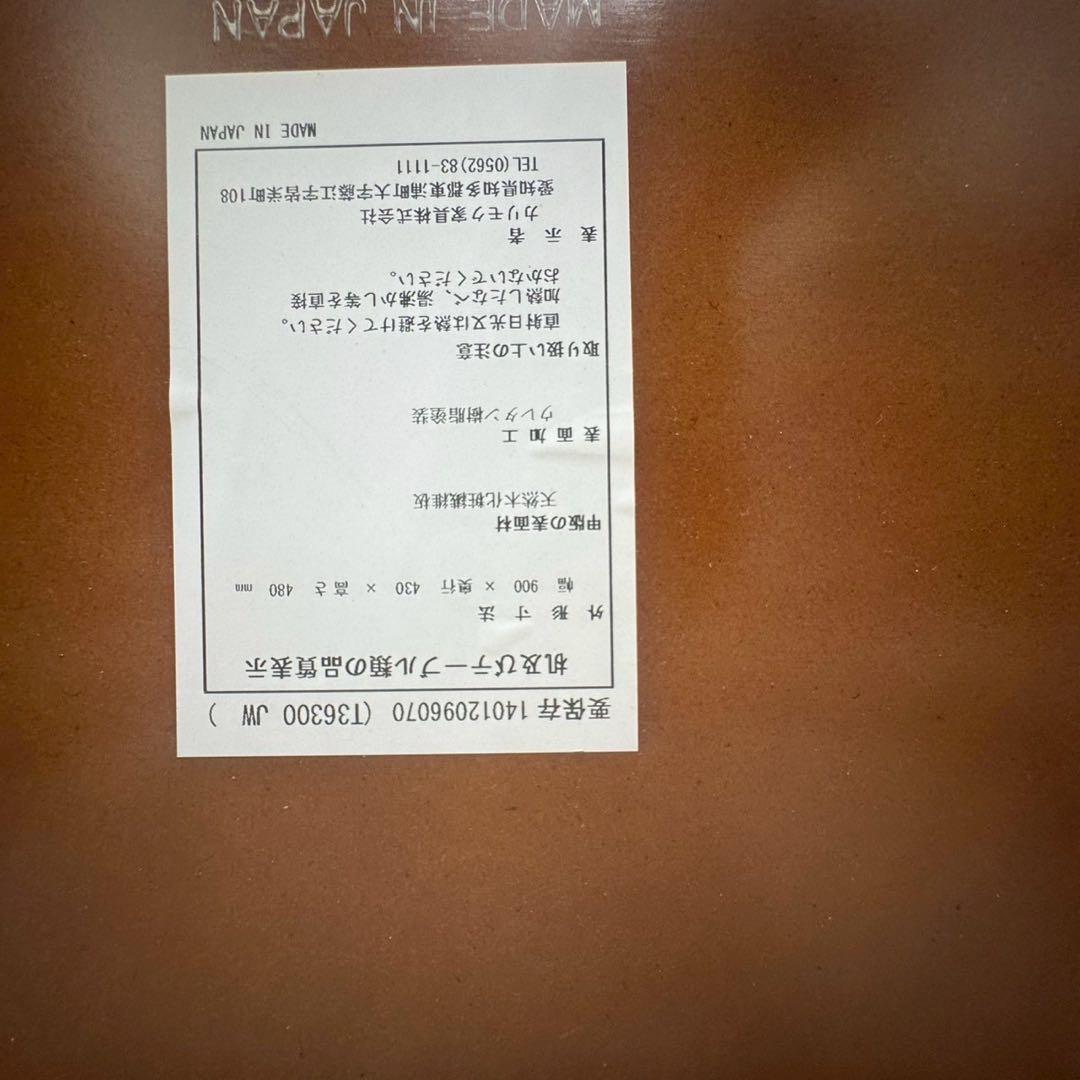 要保存 14012096070 (T36300 JW )
机及びテーブル類の品質表示
外形寸法
幅 900 × 奥行 430 × 高さ 480 mm
甲版の表面材
天然木化粧繊維板
表面加工
ウレタン樹脂塗装
取り扱い上の注意
直射日光又は熱を避けてください。
加熱したなべ、湯沸かし等を直接
おかないでください。
表示者
カリモク家具株式会社
愛知県知多郡東浦町大字藤江字皆栄町108
TEL (0562) 83-1111
MADE IN JAPAN
MADE IN JAPAN